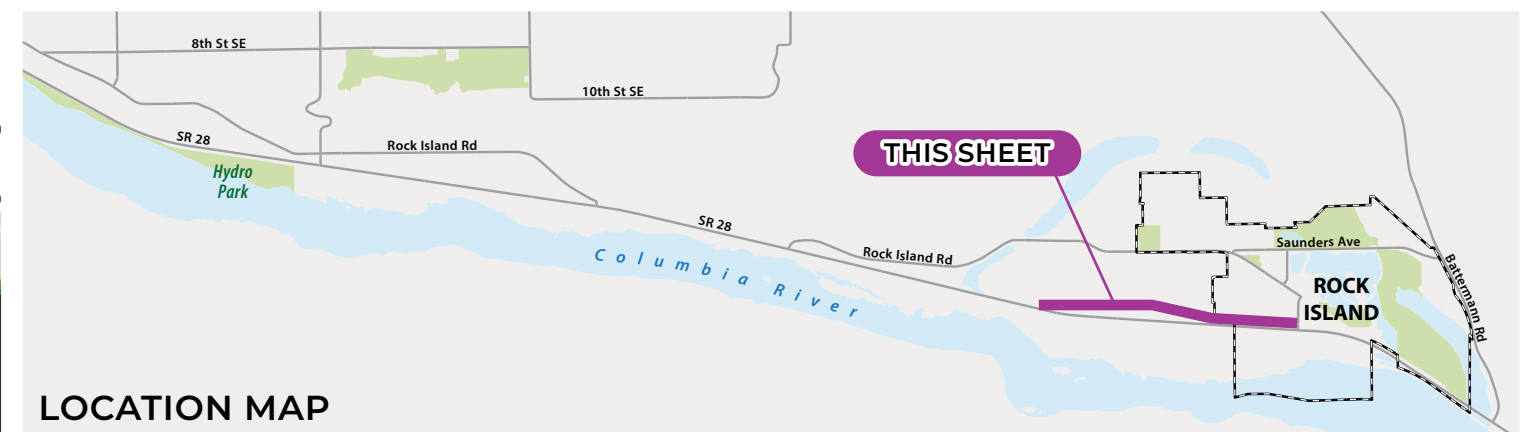 8th St SE
10th St SE
SR 28
Rock Island Rd
THIS SHEET
Hydro
Park
SR 28
Columbia River
Rock Island Rd
Saunders Ave
Battermann Rd
ROCK
ISLAND
LOCATION MAP